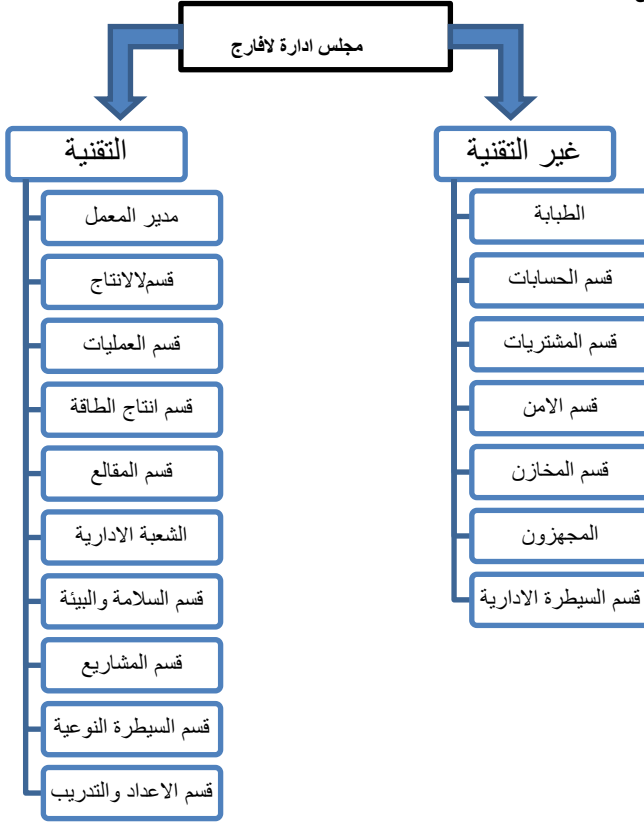 مجلس ادارة لافارج
غير التقنية
الطبابة
قسم الحسابات
قسم المشتريات
قسم الامن
قسم المخازن
المجهزون
قسم السيطرة الادارية
التقنية
مدير المعمل
قسملالانتاج
قسم العمليات
قسم انتاج الطاقة
قسم المقالع
الشعبة الادارية
قسم السلامة والبيئة
قسم المشاريع
قسم السيطرة النوعية
قسم الاعداد والتدريب